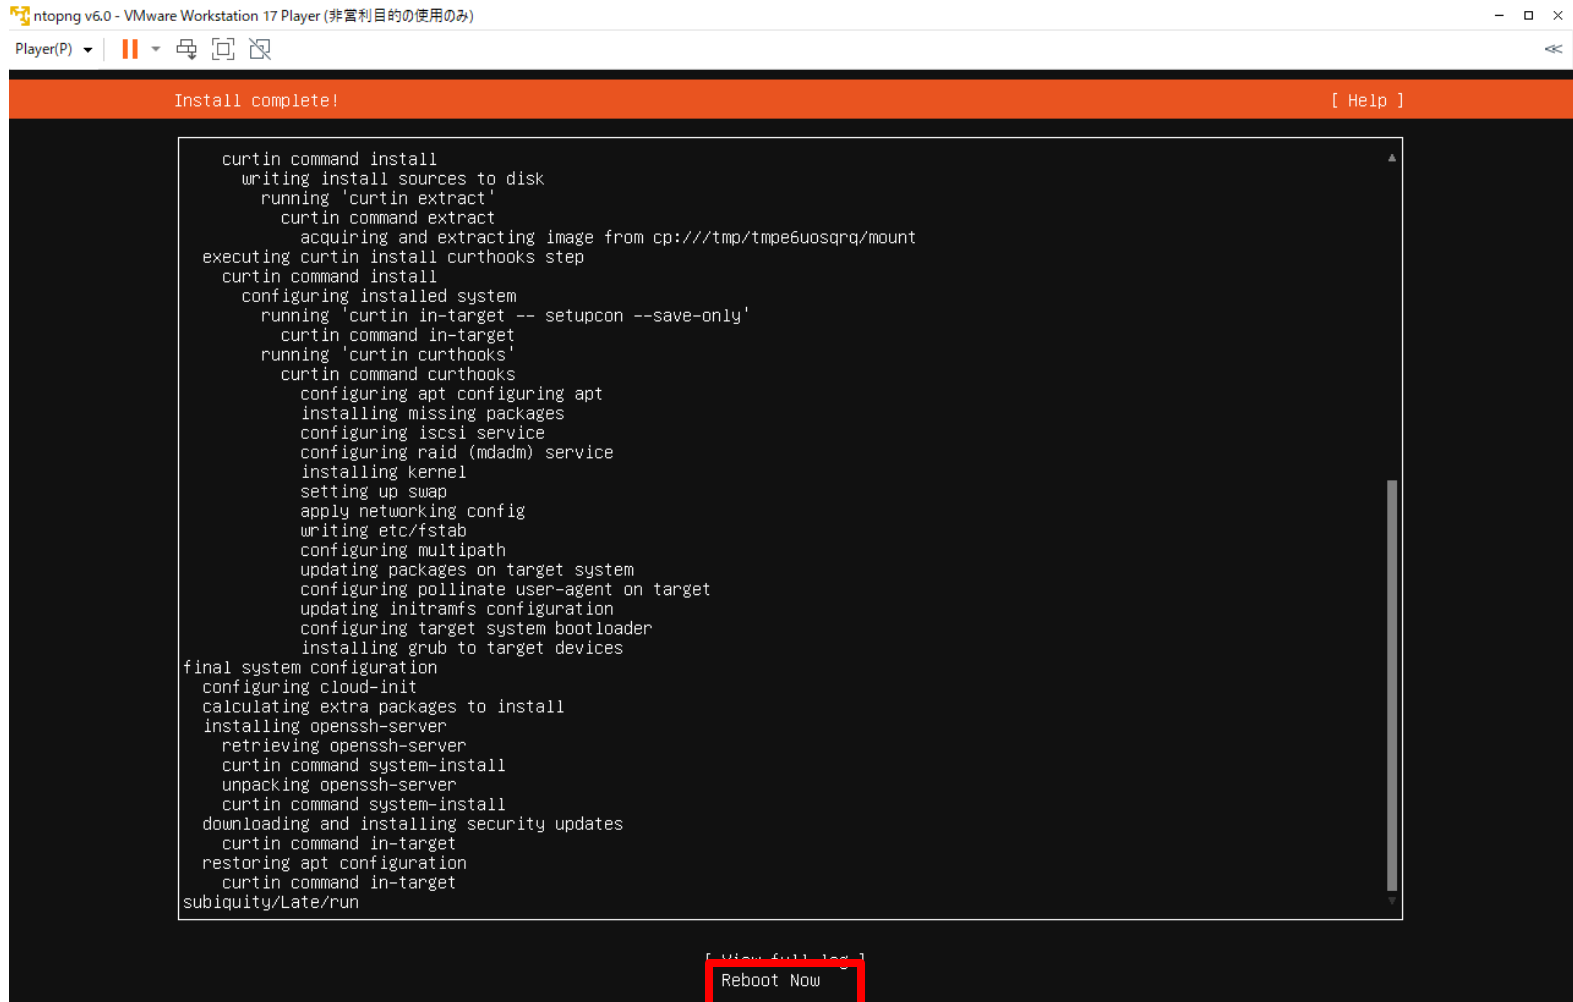 ntopng v6.0 - VMware Workstation 17 Player (非営利目的の使用のみ)
Player(P)
Install complete! [ Help ]
curtin command install
writing install sources to disk
running 'curtin extract'
curtin command extract
acquiring and extracting image from cp:///tmp/tmpe6uosqrq/mount
executing curtin install curthooks step
curtin command install
configuring installed system
running 'curtin in-target -- setupcon --save-only'
curtin command in-target
running 'curtin curthooks'
curtin command curthooks
configuring apt configuring apt
installing missing packages
configuring iscsi service
configuring raid (mdadm) service
installing kernel
setting up swap
apply networking config
writing etc/fstab
configuring multipath
updating packages on target system
configuring pollinate user-agent on target
updating initramfs configuration
configuring target system bootloader
installing grub to target devices
final system configuration
configuring cloud-init
calculating extra packages to install
installing openssh-server
retrieving openssh-server
curtin command system-install
unpacking openssh-server
curtin command system-install
downloading and installing security updates
curtin command in-target
restoring apt configuration
curtin command in-target
subiquity/Late/run
[ View full log ]
Reboot Now